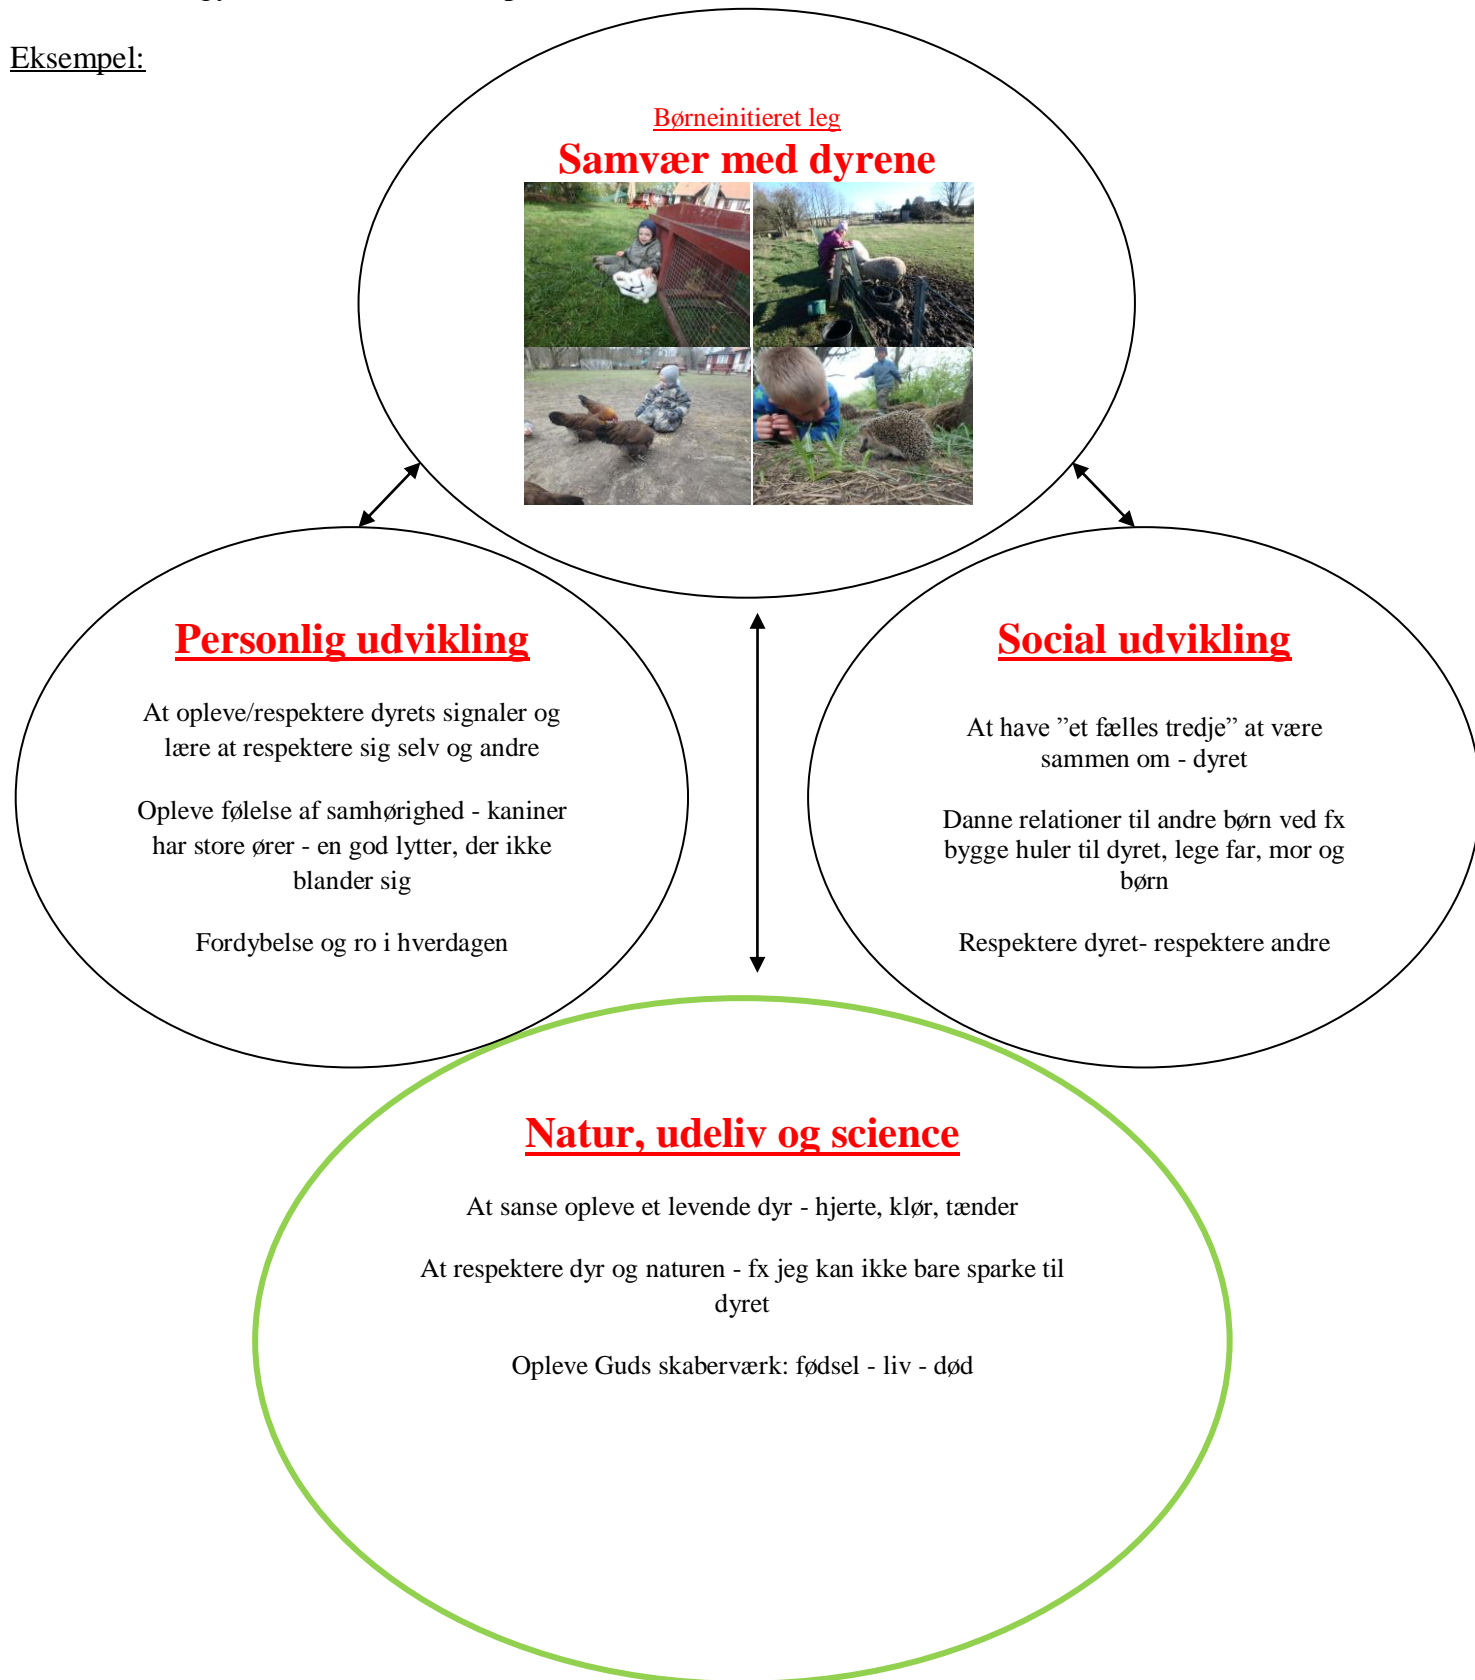 Eksempel:
Børneinitieret leg
Samvær med dyrene
Personlig udvikling
At opleve/respektere dyrets signaler og
lære at respektere sig selv og andre
Opleve følelse af samhørighed - kaniner
har store ører - en god lytter, der ikke
blander sig
Fordybelse og ro i hverdagen
Social udvikling
At have ”et fælles tredje” at være
sammen om - dyret
Danne relationer til andre børn ved fx
bygge huler til dyret, lege far, mor og
børn
Respektere dyret- respektere andre
Natur, udeliv og science
At sanse opleve et levende dyr - hjerte, klør, tænder
At respektere dyr og naturen - fx jeg kan ikke bare sparke til
dyret
Opleve Guds skaberværk: fødsel - liv - død